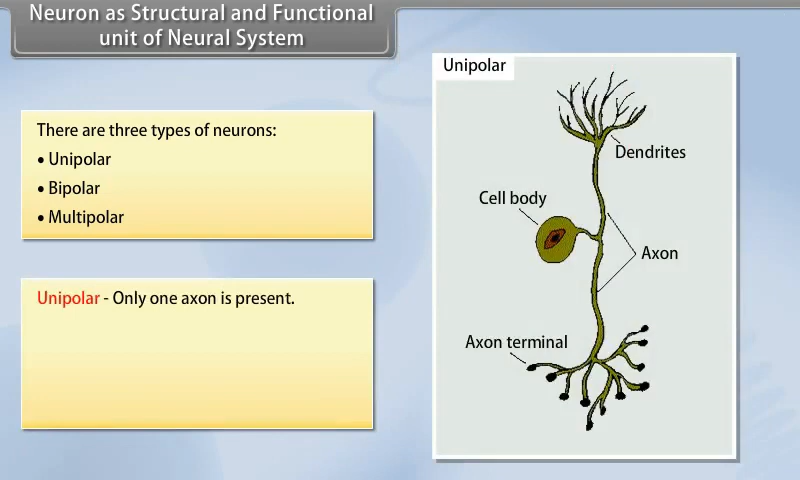 Neuron as Structural and Functional
unit of Neural System
There are three types of neurons:
• Unipolar
• Bipolar
• Multipolar
Unipolar - Only one axon is present.
Unipolar
Dendrites
Cell body
Axon
Axon terminal